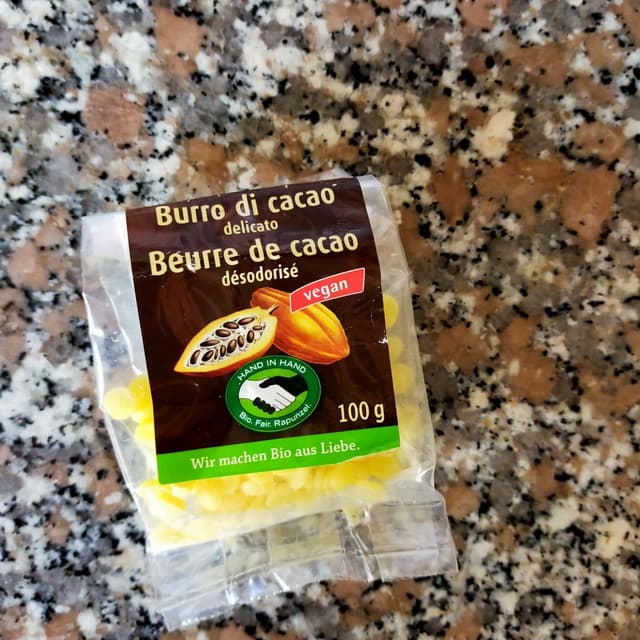 Burro di cacao
delicato
Beurre de cacao
désodorisé
vegan
HAND IN HAND
Bio. Fair. Rapunzel.
100 g
Wir machen Bio aus Liebe.